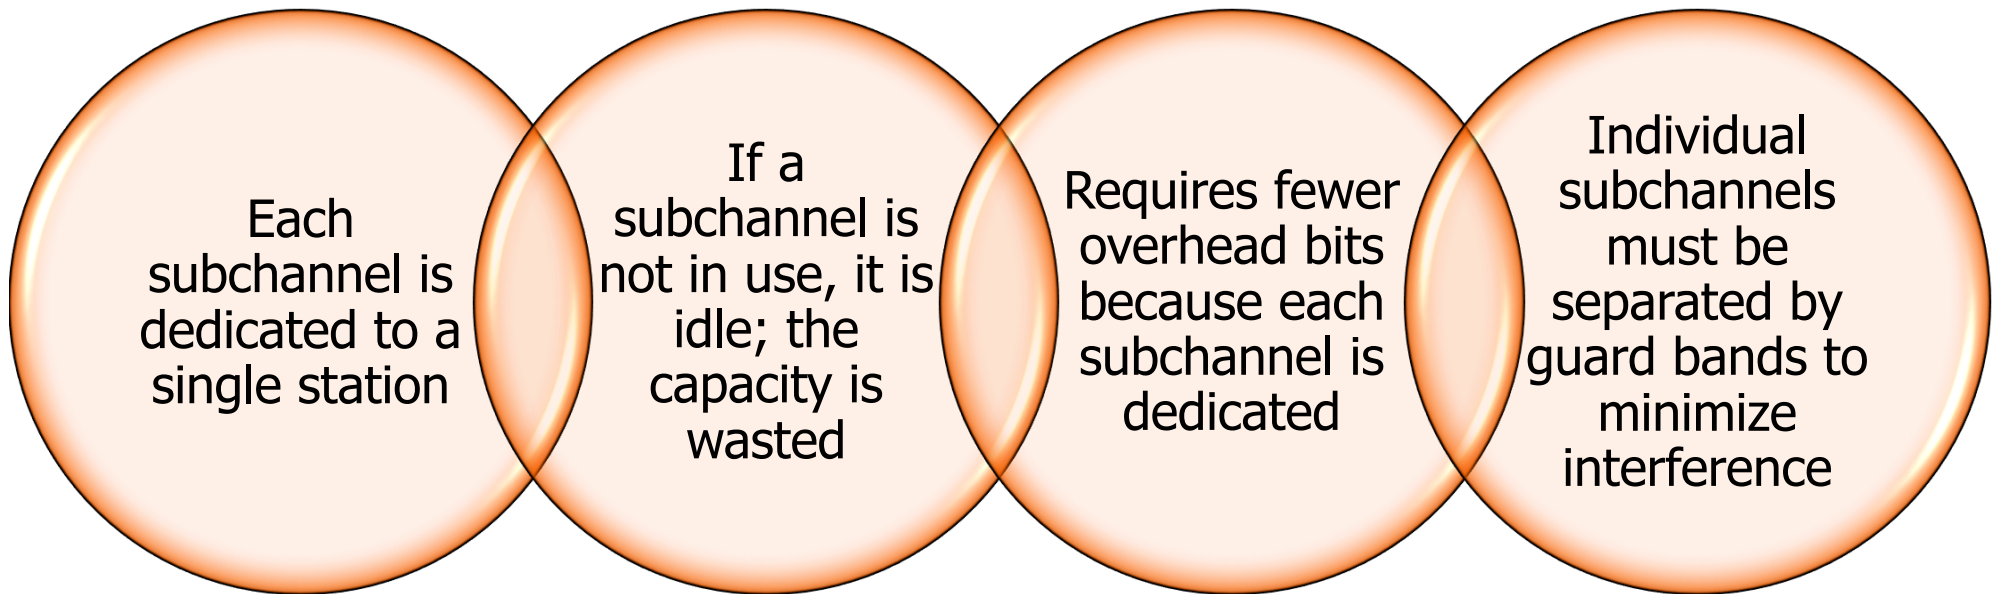 Each
subchannel is
dedicated to a
single station
If a
subchannel is
not in use, it is
idle; the
capacity is
wasted
Requires fewer
overhead bits
because each
subchannel is
dedicated
Individual
subchannels
must be
separated by
guard bands to
minimize
interference